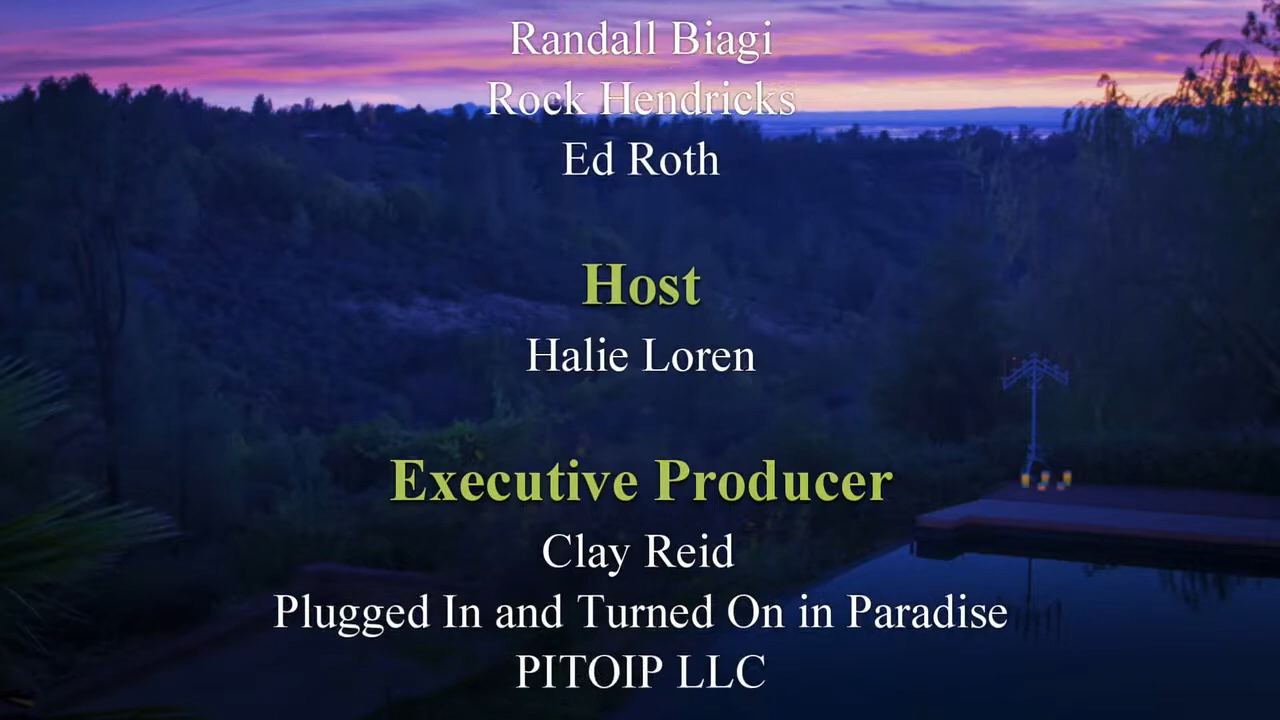 Randall Biagi
Rock Hendricks
Ed Roth
Host
Halie Loren
Executive Producer
Clay Reid
Plugged In and Turned On in Paradise
PITOIP LLC